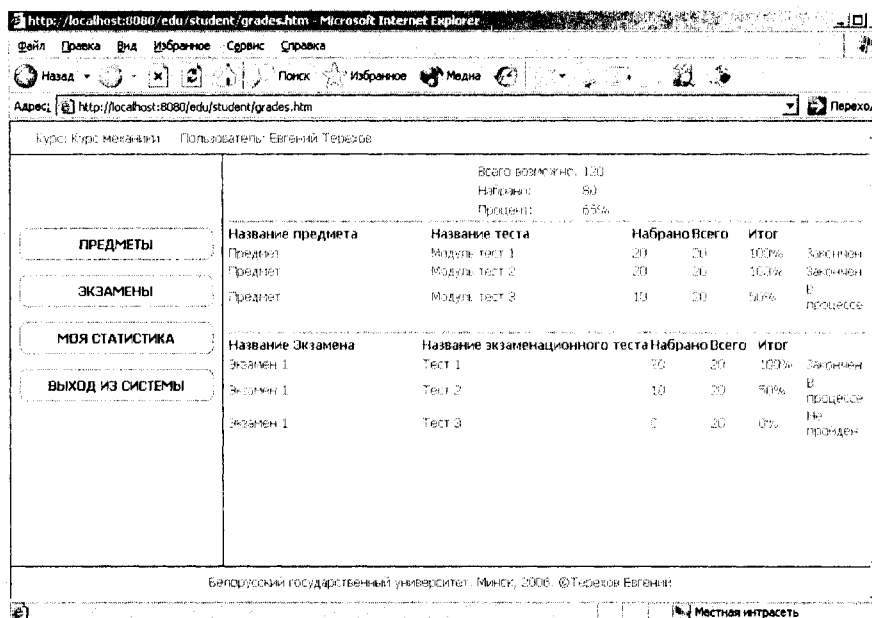 http://localhost:8080/edu/student/grades.htm - Microsoft Internet Explorer
Файл Правка Вид Избранное Сервис Справка
Назад Поиск Избранное Медиа
Адрес: http://localhost:8080/edu/student/grades.htm Переход
Курс: Курс механики Пользователь: Евгений Терехов
Всего возможно: 120
Набрано: 80
Процент: 65%
ПРЕДМЕТЫ
ЭКЗАМЕНЫ
МОЯ СТАТИСТИКА
ВЫХОД ИЗ СИСТЕМЫ
Название предмета Название теста Набрано Всего Итог
Предмет Модуль тест 1 20 20 100% Закончен
Предмет Модуль тест 2 20 20 100% Закончен
Предмет Модуль тест 3 10 20 50% В процессе
Название Экзамена Название экзаменационного теста Набрано Всего Итог
Экзамен 1 Тест 1 20 100% Закончен
Экзамен 1 Тест 2 10 20 50% В процессе
Экзамен 1 Тест 3 0 20 0% Не пройден
Белорусский государственный университет. Минск, 2006. ©Терехов Евгений
Местная интрасеть